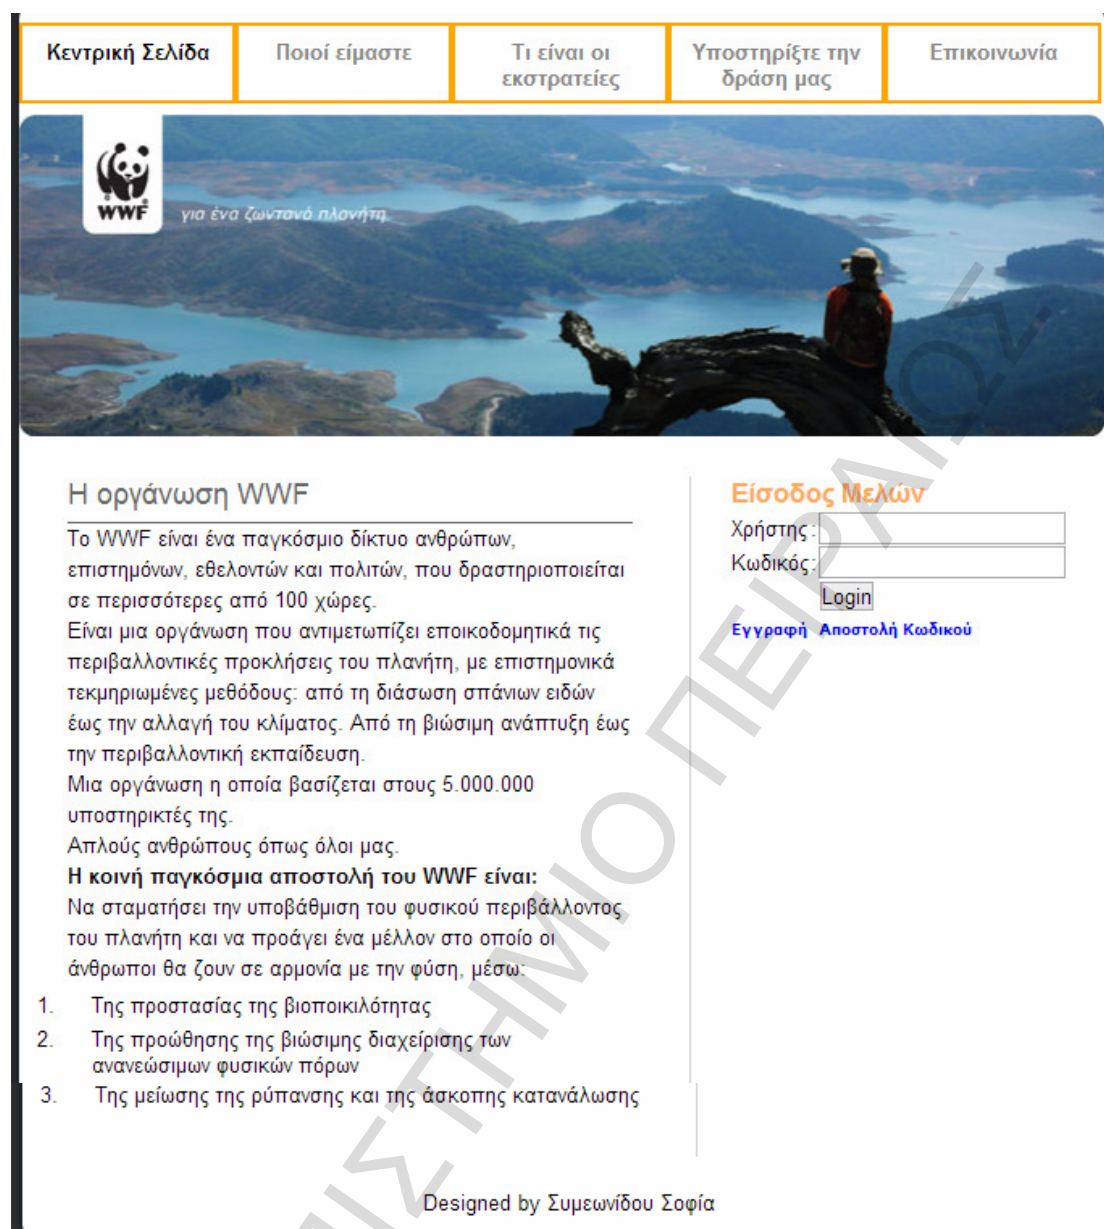 Κεντρική Σελίδα
Ποιοί είμαστε
Τι είναι οι
εκστρατείες
Υποστηρίξτε την
δράση μας
Επικοινωνία
WWF
για ένα ζωντανό πλανήτη
Η οργάνωση WWF
Το WWF είναι ένα παγκόσμιο δίκτυο ανθρώπων,
επιστημόνων, εθελοντών και πολιτών, που δραστηριοποιείται
σε περισσότερες από 100 χώρες.
Είναι μια οργάνωση που αντιμετωπίζει εποικοδομητικά τις
περιβαλλοντικές προκλήσεις του πλανήτη, με επιστημονικά
τεκμηριωμένες μεθόδους: από τη διάσωση σπάνιων ειδών
έως την αλλαγή του κλίματος. Από τη βιώσιμη ανάπτυξη έως
την περιβαλλοντική εκπαίδευση.
Μια οργάνωση η οποία βασίζεται στους 5.000.000
υποστηρικτές της.
Απλούς ανθρώπους όπως όλοι μας.
Η κοινή παγκόσμια αποστολή του WWF είναι:
Να σταματήσει την υποβάθμιση του φυσικού περιβάλλοντος
του πλανήτη και να προάγει ένα μέλλον στο οποίο οι
άνθρωποι θα ζουν σε αρμονία με την φύση, μέσω:
1. Της προστασίας της βιοποικιλότητας
2. Της προώθησης της βιώσιμης διαχείρισης των
ανανεώσιμων φυσικών πόρων
3. Της μείωσης της ρύπανσης και της άσκοπης κατανάλωσης
Είσοδος Μελών
Χρήστης:
Κωδικός:
Login
Εγγραφή Αποστολή Κωδικού
Designed by Συμεωνίδου Σοφία
ΜΙΣΤΗΜΙΟ ΠΕΙΡΑΙΩΣ